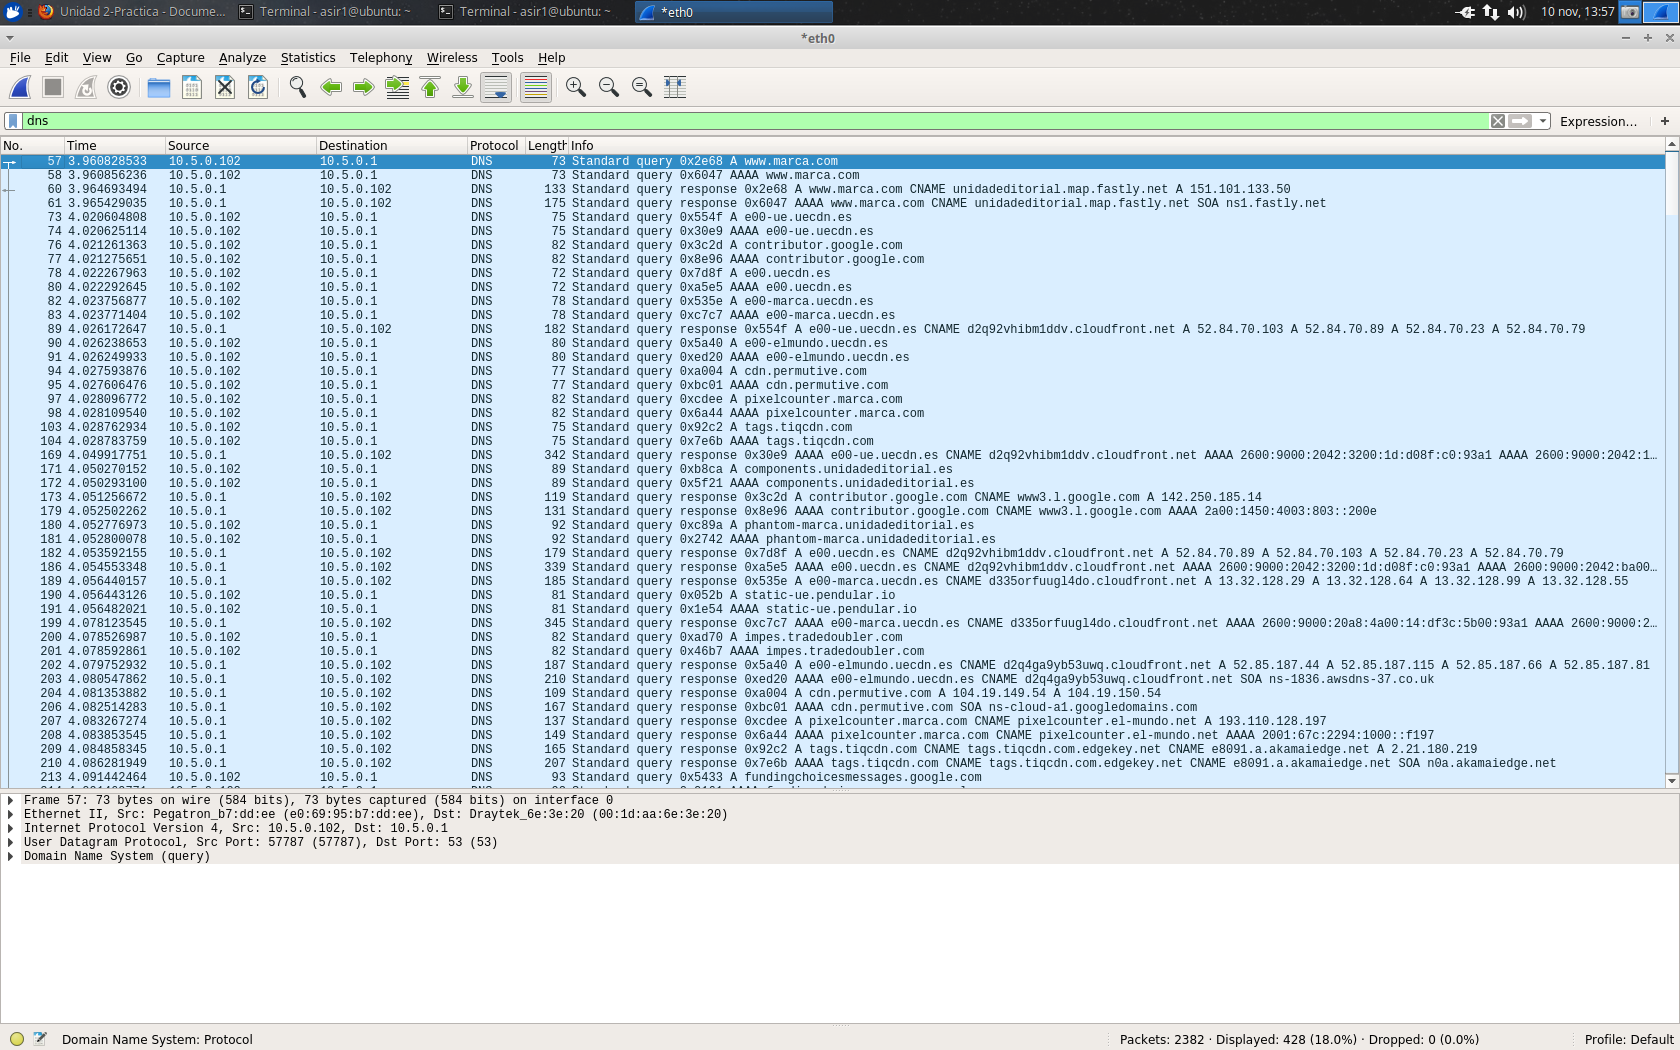 Unidad 2-Practica - Docume... Terminal - asir1@ubuntu: ~ Terminal - asir1@ubuntu: ~ *eth0 10 nov, 13:57
*eth0
File Edit View Go Capture Analyze Statistics Telephony Wireless Tools Help
dns Expression... +
No. Time Source Destination Protocol Length Info
57 3.960828533 10.5.0.102 10.5.0.1 DNS 73 Standard query 0x2e68 A www.marca.com
58 3.960856236 10.5.0.102 10.5.0.1 DNS 73 Standard query 0x6047 AAAA www.marca.com
60 3.964693494 10.5.0.1 10.5.0.102 DNS 133 Standard query response 0x2e68 A www.marca.com CNAME unidadeditorial.map.fastly.net A 151.101.133.50
61 3.965429035 10.5.0.1 10.5.0.102 DNS 175 Standard query response 0x6047 AAAA www.marca.com CNAME unidadeditorial.map.fastly.net SOA ns1.fastly.net
73 4.020604808 10.5.0.102 10.5.0.1 DNS 75 Standard query 0x554f A e00-ue.uecdn.es
74 4.020625114 10.5.0.102 10.5.0.1 DNS 75 Standard query 0x30e9 AAAA e00-ue.uecdn.es
76 4.021261363 10.5.0.102 10.5.0.1 DNS 82 Standard query 0x3c2d A contributor.google.com
77 4.021275651 10.5.0.102 10.5.0.1 DNS 82 Standard query 0x8e96 AAAA contributor.google.com
78 4.022267963 10.5.0.102 10.5.0.1 DNS 72 Standard query 0x7d8f A e00.uecdn.es
80 4.022292645 10.5.0.102 10.5.0.1 DNS 72 Standard query 0xa5e5 AAAA e00.uecdn.es
82 4.023756877 10.5.0.102 10.5.0.1 DNS 78 Standard query 0x535e A e00-marca.uecdn.es
83 4.023771404 10.5.0.102 10.5.0.1 DNS 78 Standard query 0xc7c7 AAAA e00-marca.uecdn.es
89 4.026172647 10.5.0.1 10.5.0.102 DNS 182 Standard query response 0x554f A e00-ue.uecdn.es CNAME d2q92vhibm1ddv.cloudfront.net A 52.84.70.103 A 52.84.70.89 A 52.84.70.23 A 52.84.70.79
90 4.026238653 10.5.0.102 10.5.0.1 DNS 80 Standard query 0x5a40 A e00-elmundo.uecdn.es
91 4.026249933 10.5.0.102 10.5.0.1 DNS 80 Standard query 0xed20 AAAA e00-elmundo.uecdn.es
94 4.027593876 10.5.0.102 10.5.0.1 DNS 77 Standard query 0xa004 A cdn.permutive.com
95 4.027606476 10.5.0.102 10.5.0.1 DNS 77 Standard query 0xbc01 AAAA cdn.permutive.com
97 4.028096772 10.5.0.102 10.5.0.1 DNS 82 Standard query 0xcdee A pixelcounter.marca.com
98 4.028109540 10.5.0.102 10.5.0.1 DNS 82 Standard query 0x6a44 AAAA pixelcounter.marca.com
103 4.028762934 10.5.0.102 10.5.0.1 DNS 75 Standard query 0x92c2 A tags.tiqcdn.com
104 4.028783759 10.5.0.102 10.5.0.1 DNS 75 Standard query 0x7e6b AAAA tags.tiqcdn.com
169 4.049917751 10.5.0.1 10.5.0.102 DNS 342 Standard query response 0x30e9 AAAA e00-ue.uecdn.es CNAME d2q92vhibm1ddv.cloudfront.net AAAA 2600:9000:2042:3200:1d:d08f:c0:93a1 AAAA 2600:9000:2042:1...
171 4.050270152 10.5.0.102 10.5.0.1 DNS 89 Standard query 0xb8ca A components.unidadeditorial.es
172 4.050293100 10.5.0.102 10.5.0.1 DNS 89 Standard query 0x5f21 AAAA components.unidadeditorial.es
173 4.051256672 10.5.0.1 10.5.0.102 DNS 119 Standard query response 0x3c2d A contributor.google.com CNAME www3.l.google.com A 142.250.185.14
179 4.052502262 10.5.0.1 10.5.0.102 DNS 131 Standard query response 0x8e96 AAAA contributor.google.com CNAME www3.l.google.com AAAA 2a00:1450:4003:803::200e
180 4.052776973 10.5.0.102 10.5.0.1 DNS 92 Standard query 0xc89a A phantom-marca.unidadeditorial.es
181 4.052800078 10.5.0.102 10.5.0.1 DNS 92 Standard query 0x2742 AAAA phantom-marca.unidadeditorial.es
182 4.053592155 10.5.0.1 10.5.0.102 DNS 179 Standard query response 0x7d8f A e00.uecdn.es CNAME d2q92vhibm1ddv.cloudfront.net A 52.84.70.89 A 52.84.70.103 A 52.84.70.23 A 52.84.70.79
186 4.054553348 10.5.0.1 10.5.0.102 DNS 339 Standard query response 0xa5e5 AAAA e00.uecdn.es CNAME d2q92vhibm1ddv.cloudfront.net AAAA 2600:9000:2042:3200:1d:d08f:c0:93a1 AAAA 2600:9000:2042:ba00...
189 4.056440157 10.5.0.1 10.5.0.102 DNS 185 Standard query response 0x535e A e00-marca.uecdn.es CNAME d335orfuugl4do.cloudfront.net A 13.32.128.29 A 13.32.128.64 A 13.32.128.99 A 13.32.128.55
190 4.056443126 10.5.0.102 10.5.0.1 DNS 81 Standard query 0x052b A static-ue.pendular.io
191 4.056482021 10.5.0.102 10.5.0.1 DNS 81 Standard query 0x1e54 AAAA static-ue.pendular.io
199 4.078123545 10.5.0.1 10.5.0.102 DNS 345 Standard query response 0xc7c7 AAAA e00-marca.uecdn.es CNAME d335orfuugl4do.cloudfront.net AAAA 2600:9000:20a8:4a00:14:df3c:5b00:93a1 AAAA 2600:9000:2...
200 4.078526987 10.5.0.102 10.5.0.1 DNS 82 Standard query 0xad70 A impes.tradedoubler.com
201 4.078592861 10.5.0.102 10.5.0.1 DNS 82 Standard query 0x46b7 AAAA impes.tradedoubler.com
202 4.079752932 10.5.0.1 10.5.0.102 DNS 187 Standard query response 0x5a40 A e00-elmundo.uecdn.es CNAME d2q4ga9yb53uwq.cloudfront.net A 52.85.187.44 A 52.85.187.115 A 52.85.187.66 A 52.85.187.81
203 4.080547862 10.5.0.1 10.5.0.102 DNS 210 Standard query response 0xed20 AAAA e00-elmundo.uecdn.es CNAME d2q4ga9yb53uwq.cloudfront.net SOA ns-1836.awsdns-37.co.uk
204 4.081353882 10.5.0.1 10.5.0.102 DNS 109 Standard query response 0xa004 A cdn.permutive.com A 104.19.149.54 A 104.19.150.54
206 4.082514283 10.5.0.1 10.5.0.102 DNS 167 Standard query response 0xbc01 AAAA cdn.permutive.com SOA ns-cloud-a1.googledomains.com
207 4.083267274 10.5.0.1 10.5.0.102 DNS 137 Standard query response 0xcdee A pixelcounter.marca.com CNAME pixelcounter.el-mundo.net A 193.110.128.197
208 4.083853545 10.5.0.1 10.5.0.102 DNS 149 Standard query response 0x6a44 AAAA pixelcounter.marca.com CNAME pixelcounter.el-mundo.net AAAA 2001:67c:2294:1000::f197
209 4.084858345 10.5.0.1 10.5.0.102 DNS 165 Standard query response 0x92c2 A tags.tiqcdn.com CNAME tags.tiqcdn.com.edgekey.net CNAME e8091.a.akamaiedge.net A 2.21.180.219
210 4.086281949 10.5.0.1 10.5.0.102 DNS 207 Standard query response 0x7e6b AAAA tags.tiqcdn.com CNAME tags.tiqcdn.com.edgekey.net CNAME e8091.a.akamaiedge.net SOA n0a.akamaiedge.net
213 4.091442464 10.5.0.102 10.5.0.1 DNS 93 Standard query 0x5433 A fundingchoicesmessages.google.com
Frame 57: 73 bytes on wire (584 bits), 73 bytes captured (584 bits) on interface 0
Ethernet II, Src: Pegatron_b7:dd:ee (e0:69:95:b7:dd:ee), Dst: Draytek_6e:3e:20 (00:1d:aa:6e:3e:20)
Internet Protocol Version 4, Src: 10.5.0.102, Dst: 10.5.0.1
User Datagram Protocol, Src Port: 57787 (57787), Dst Port: 53 (53)
Domain Name System (query)
Domain Name System: Protocol Packets: 2382 · Displayed: 428 (18.0%) · Dropped: 0 (0.0%) Profile: Default